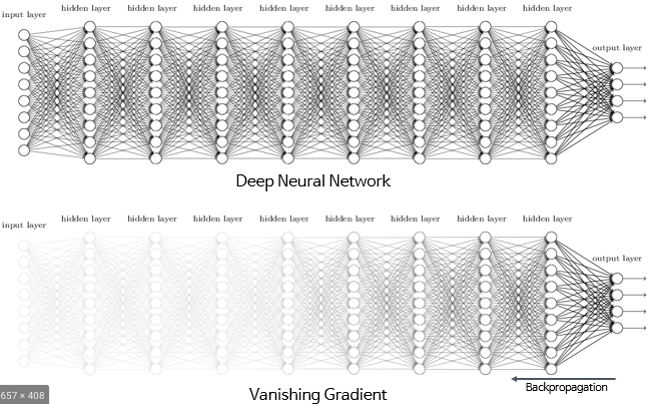 hidden layer hidden layer hidden layer hidden layer hidden layer hidden layer hidden layer hidden layer
input layer
output layer
Deep Neural Network
hidden layer hidden layer hidden layer hidden layer hidden layer hidden layer hidden layer hidden layer
input layer
output layer
Backpropagation
Vanishing Gradient
657 × 408